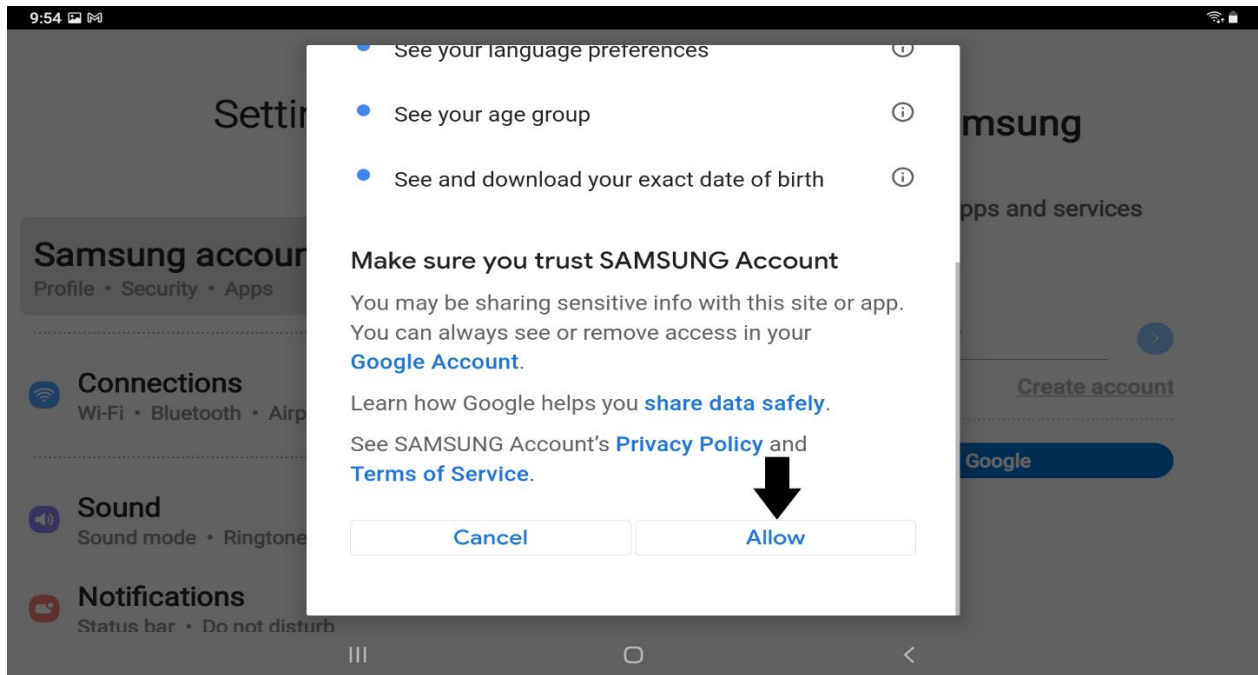 9:54
See your language preferences
See your age group
See and download your exact date of birth
Make sure you trust SAMSUNG Account
You may be sharing sensitive info with this site or app.
You can always see or remove access in your
Google Account.
Learn how Google helps you share data safely.
See SAMSUNG Account's Privacy Policy and
Terms of Service.
Cancel
Allow
Settin
Samsung accour
Profile • Security • Apps
Connections
Wi-Fi • Bluetooth • Airp
Sound
Sound mode • Ringtone
Notifications
Status bar • Do not disturb
msung
pps and services
Create account
Google